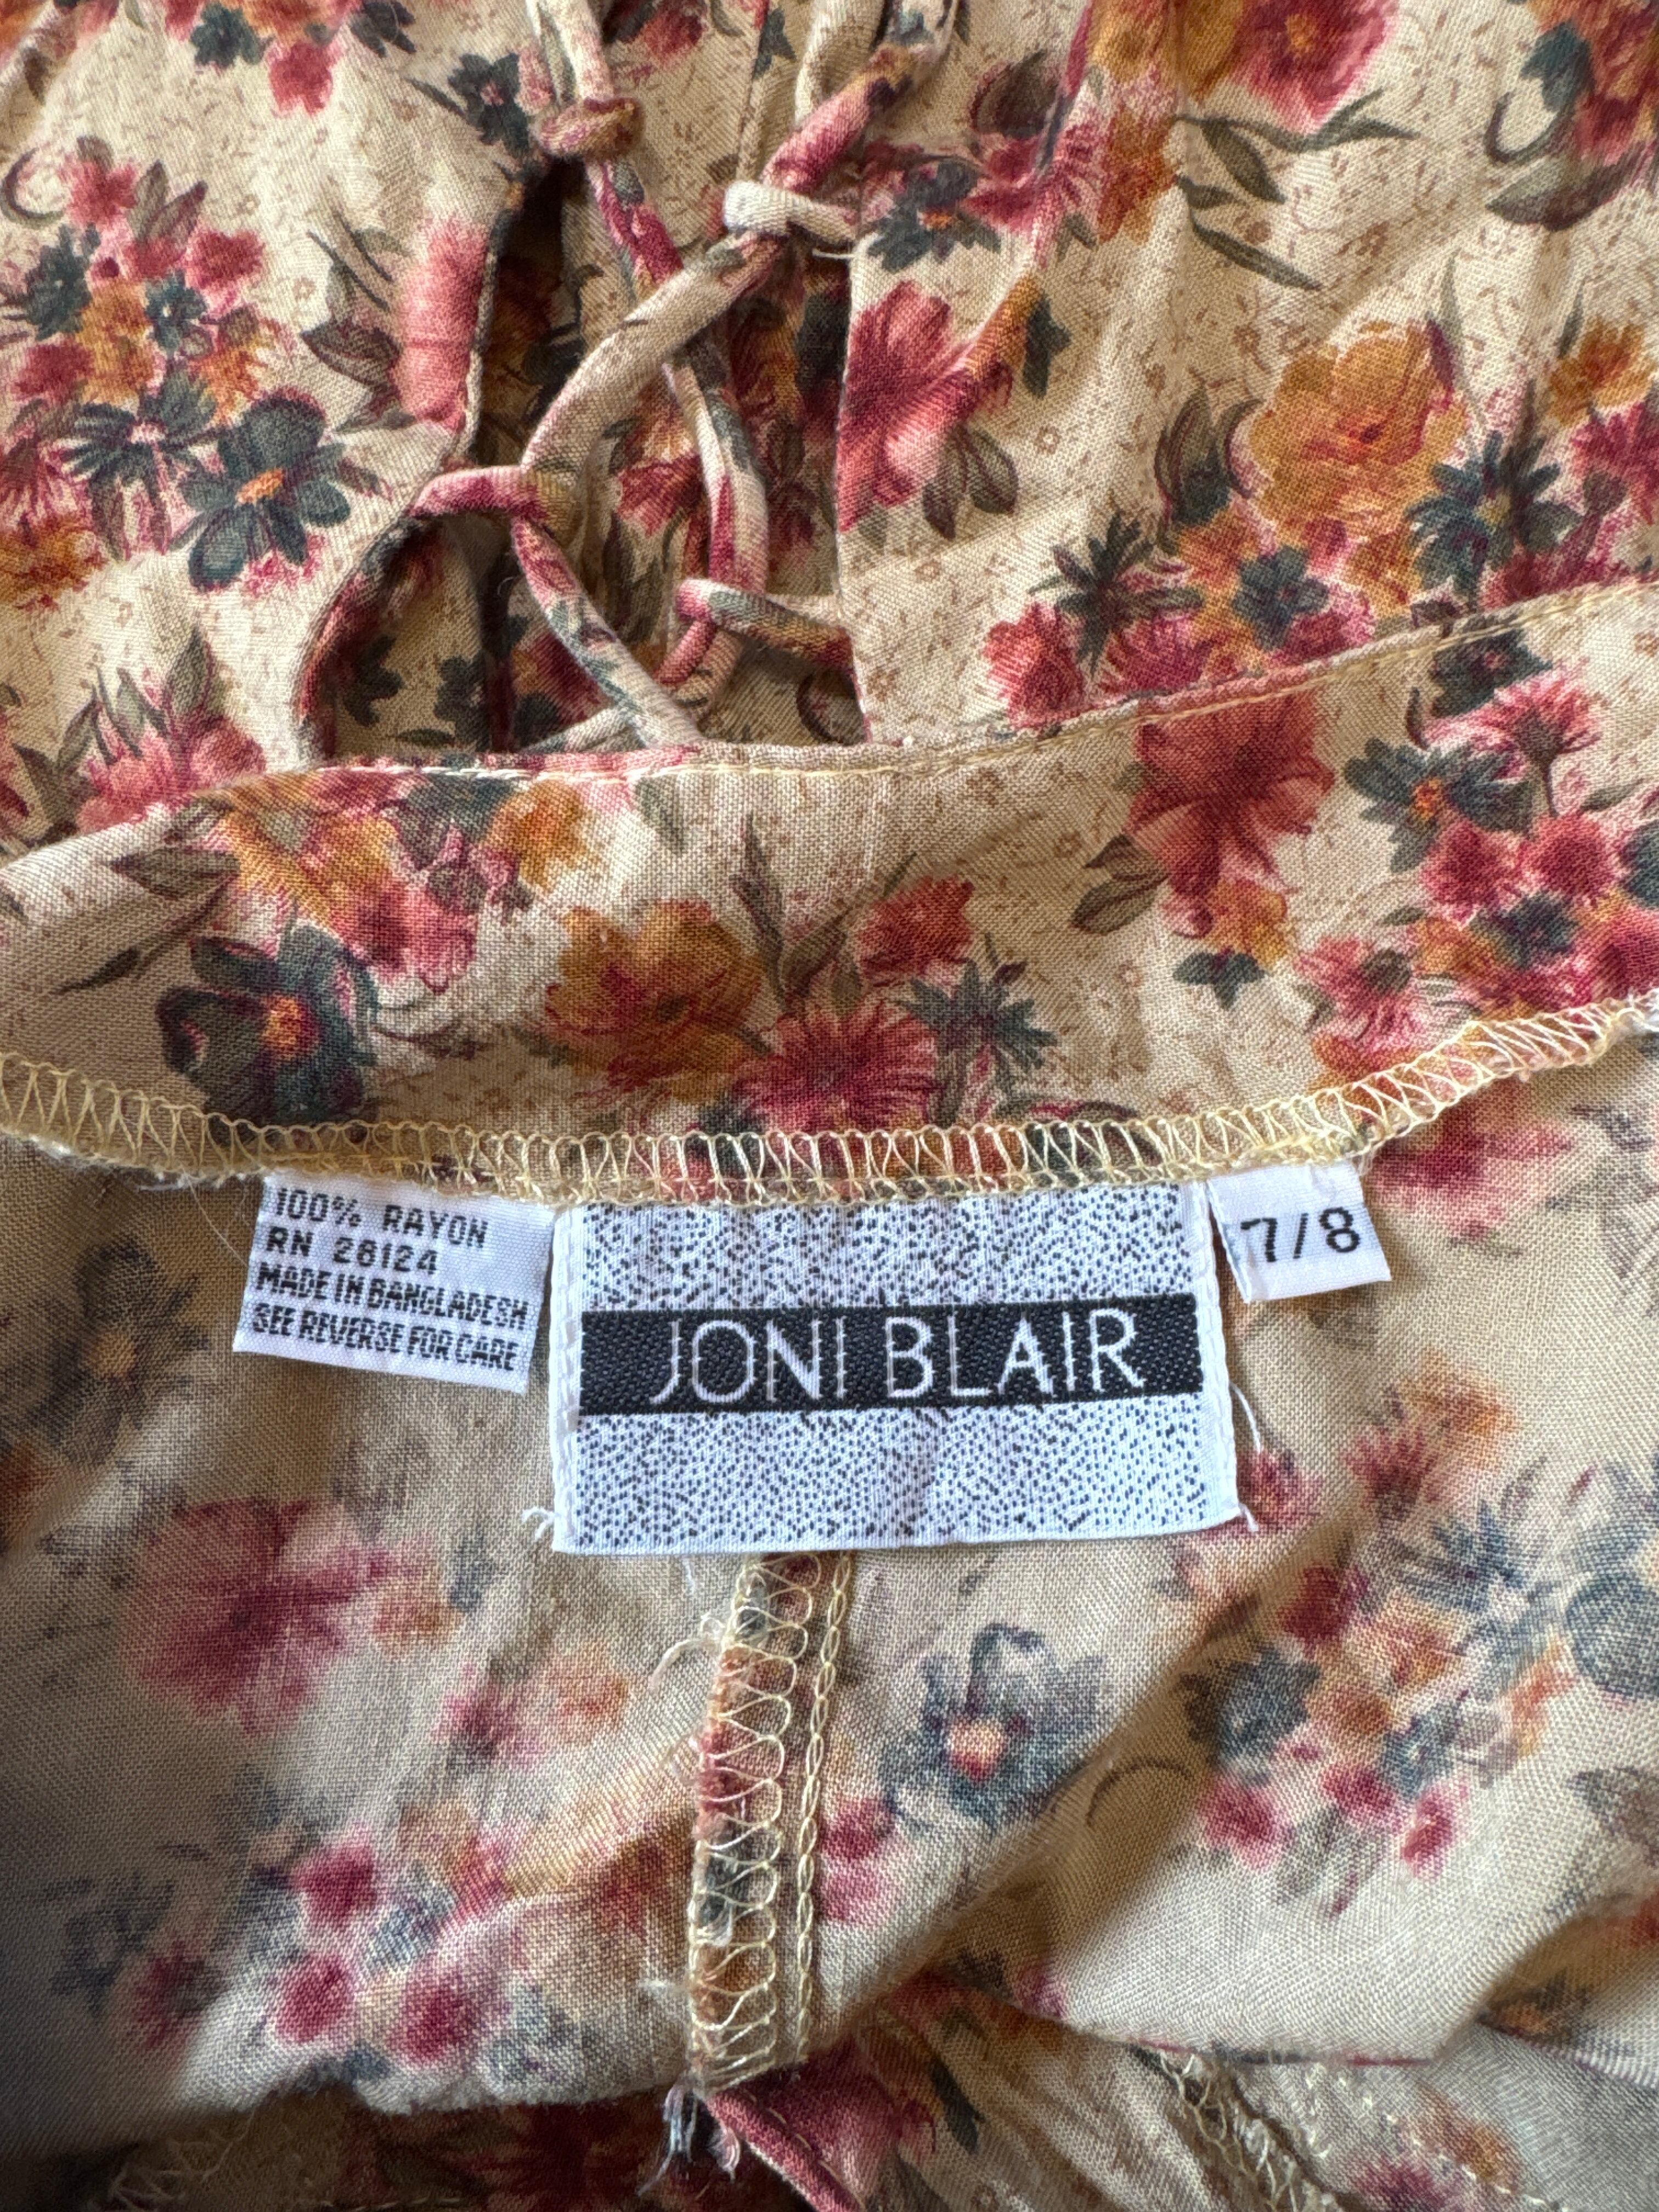 100% RAYON
RN 28124
MADE IN BANGLADESH
SEE REVERSE FOR CARE
JONI BLAIR
7/8